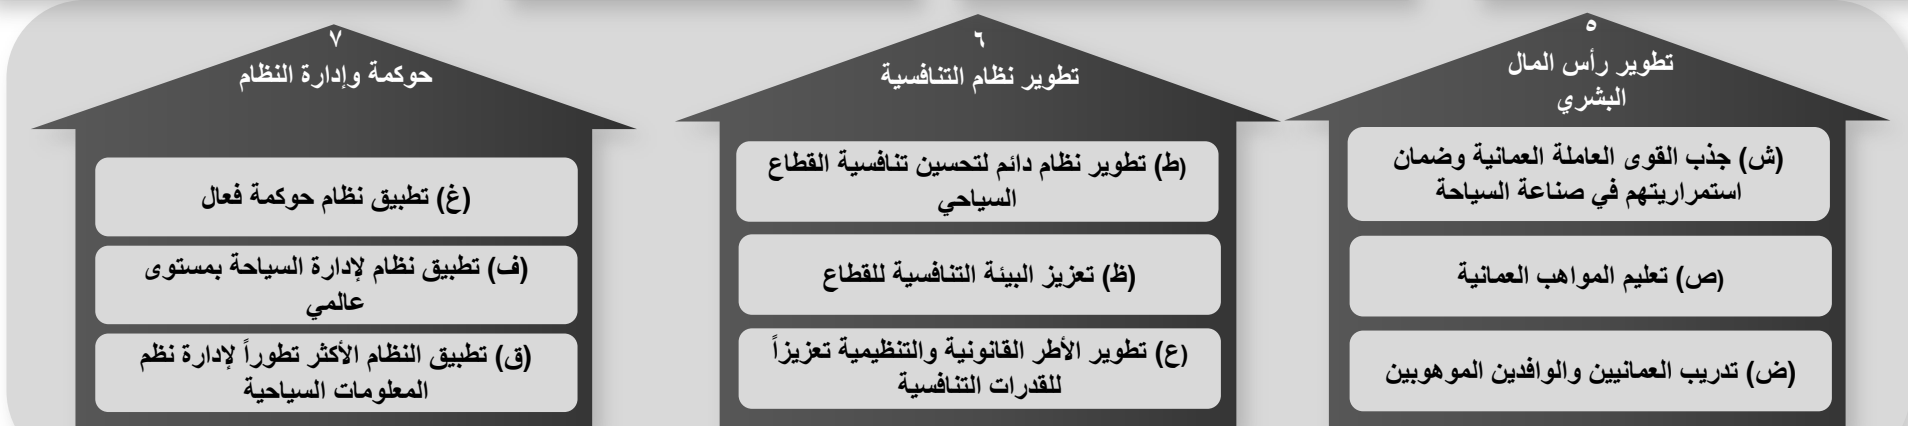 ٥
تطوير رأس المال
البشري
(ش) جذب القوى العاملة العمانية وضمان
استمراريتهم في صناعة السياحة
(ص) تعليم المواهب العمانية
(ض) تدريب العمانيين والوافدين الموهوبين
٦
تطوير نظام التنافسية
(ط) تطوير نظام دائم لتحسين تنافسية القطاع
السياحي
(ظ) تعزيز البيئة التنافسية للقطاع
(ع) تطوير الأطر القانونية والتنظيمية تعزيزاً
للقدرات التنافسية
٧
حوكمة وإدارة النظام
(غ) تطبيق نظام حوكمة فعال
(ف) تطبيق نظام لإدارة السياحة بمستوى
عالمي
(ق) تطبيق النظام الأكثر تطوراً لإدارة نظم
المعلومات السياحية